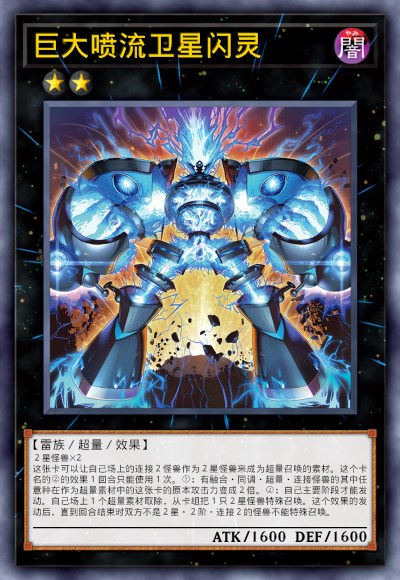 巨大喷流卫星闪灵
やみ
闇
【雷族／超量／效果】
２星怪兽×2
这张卡可以让自己场上的连接２怪兽作为２星怪兽来成为超量召唤的素材。这个卡
名的②的效果１回合只能使用１次。①：有融合・同调・超量・连接怪兽的其中任
意种在作为超量素材中的这张卡的原本攻击力变成２倍。②：自己主要阶段才能发
动。自己场上１个超量素材取除，从卡组把１只２星怪兽特殊召唤。这个效果的发
动后，直到回合结束时双方不是２星・２阶・连接２的怪兽不能特殊召唤。
ATK/1600 DEF/1600